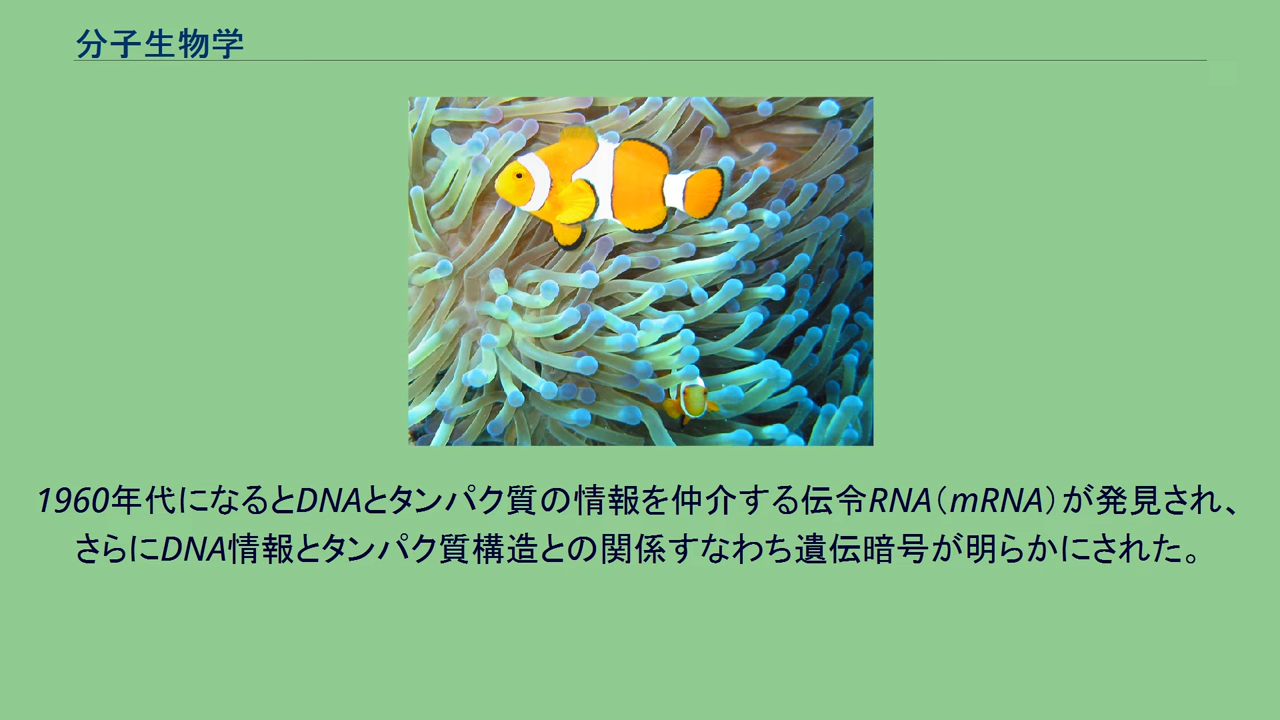 分子生物学
1960年代になるとDNAとタンパク質の情報を仲介する伝令RNA（mRNA）が発見され、
さらにDNA情報とタンパク質構造との関係すなわち遺伝暗号が明らかにされた。